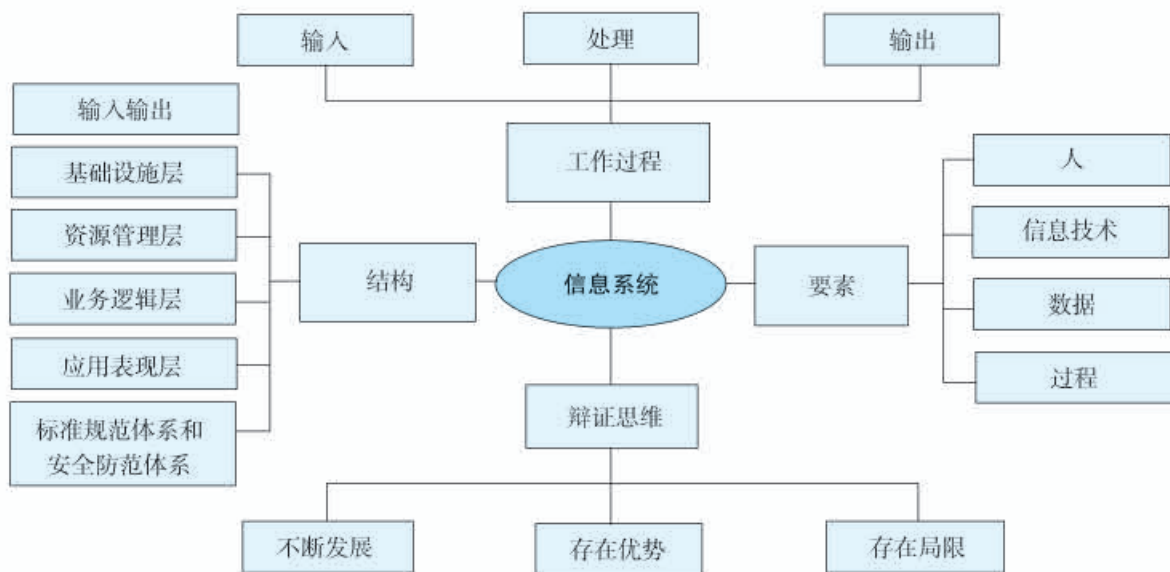 输入
处理
输出
输入输出
基础设施层
资源管理层
业务逻辑层
应用表现层
标准规范体系和
安全防范体系
结构
工作过程
信息系统
要素
人
信息技术
数据
过程
辩证思维
不断发展
存在优势
存在局限